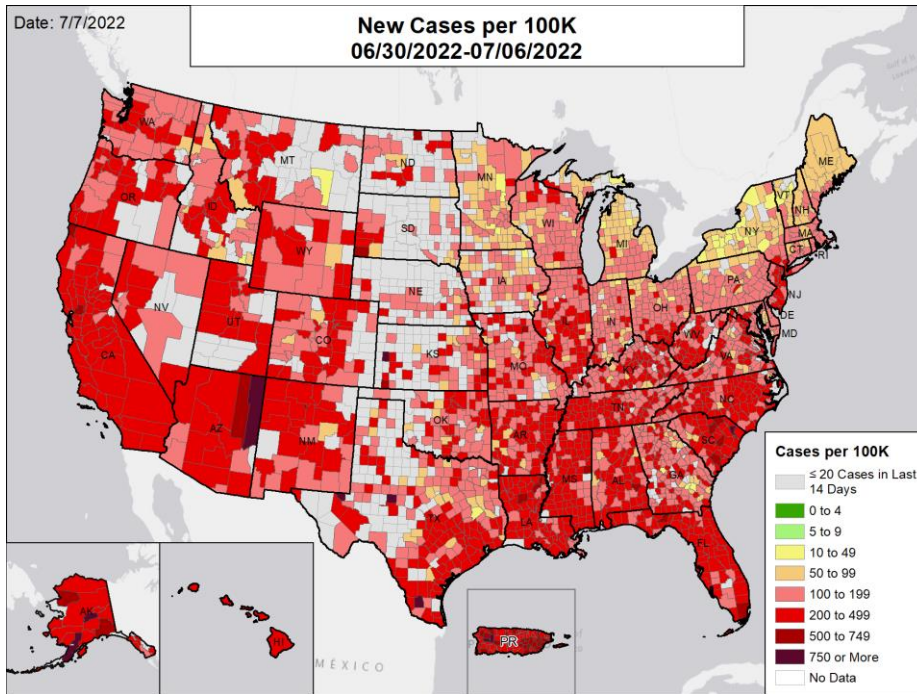 Date: 7/7/2022
New Cases per 100K
06/30/2022-07/06/2022
WA
MT
ND
MN
ME
VT
NH
OR
ID
SD
WI
NY
MA
CT
RI
WY
MI
IA
PA
NJ
NE
NV
UT
CO
IL
IN
OH
DE
MD
WV
VA
CA
KS
MO
KY
NC
TN
AZ
NM
OK
AR
SC
MS
AL
GA
TX
LA
FL
AK
HI
PR
MÉXICO
Cases per 100K
≤ 20 Cases in Last
14 Days
0 to 4
5 to 9
10 to 49
50 to 99
100 to 199
200 to 499
500 to 749
750 or More
No Data